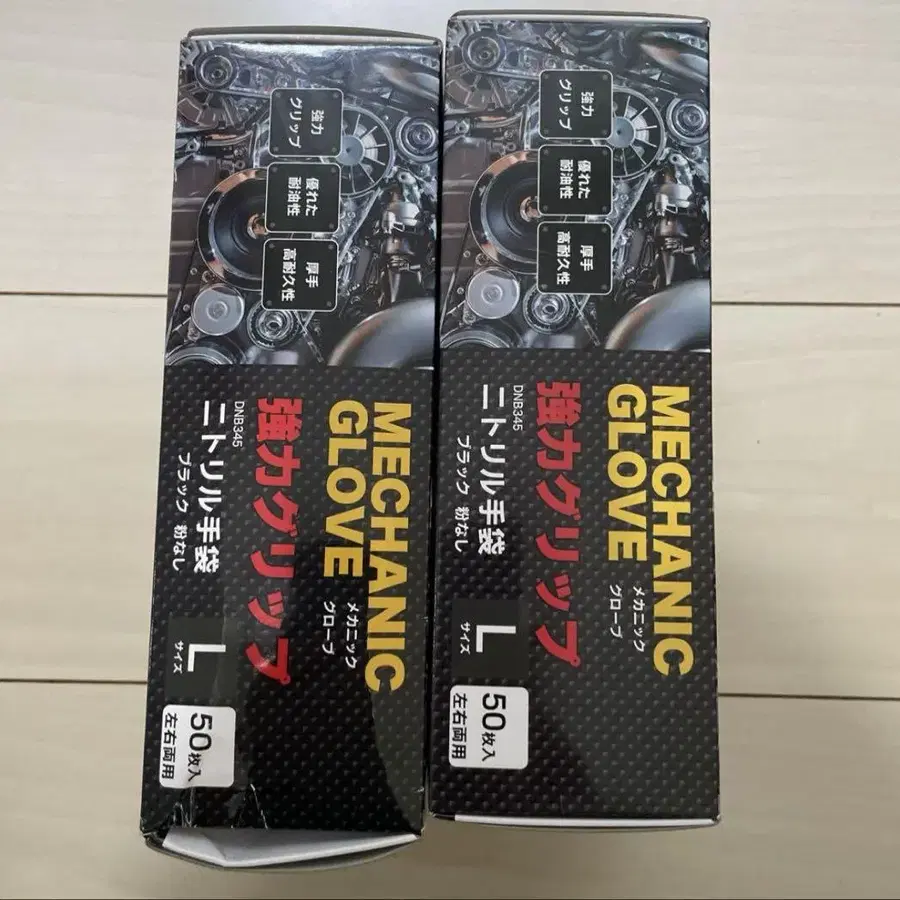 強力
グリップ
優れた
耐油性
厚手
高耐久性
MECHANIC
GLOVE
メカニック
グローブ
強力グリップ
DNB345
ニトリル手袋
ブラック 粉なし
L
サイズ
50枚入
左右両用
強力
グリップ
優れた
耐油性
厚手
高耐久性
MECHANIC
GLOVE
メカニック
グローブ
強力グリップ
DNB345
ニトリル手袋
ブラック 粉なし
L
サイズ
50枚入
左右両用